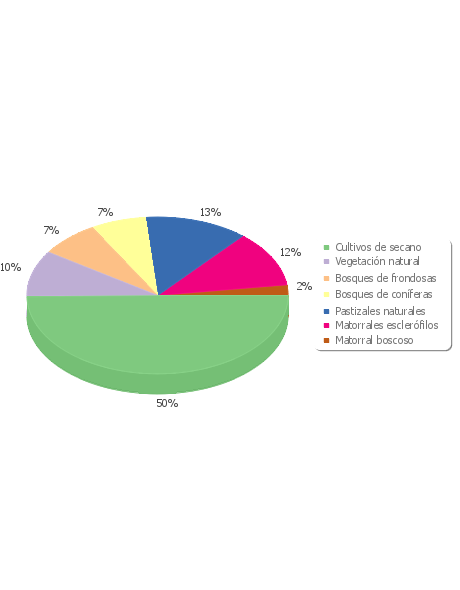 7%
13%
7%
12%
10%
2%
50%
Cultivos de secano
Vegetación natural
Bosques de frondosas
Bosques de coníferas
Pastizales naturales
Matorrales esclerófilos
Matorral boscoso